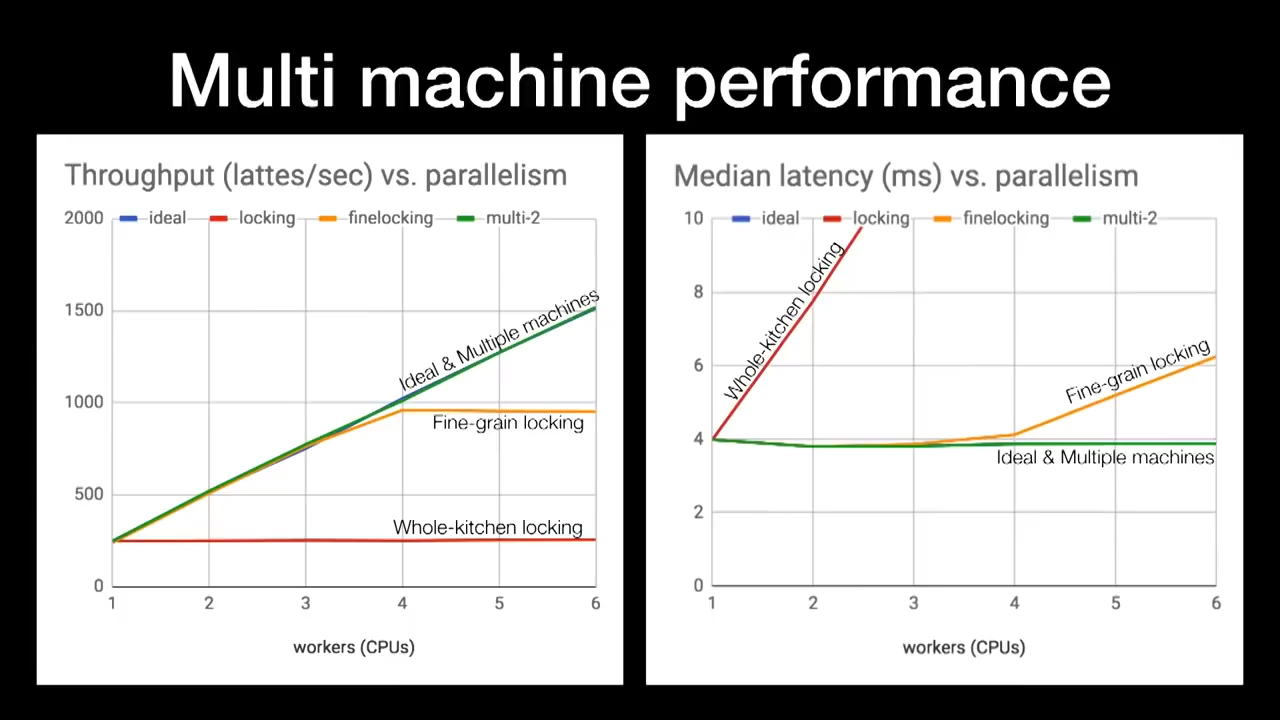 Multi machine performance
Throughput (lattes/sec) vs. parallelism
2000 ideal locking finelocking multi-2
1500
1000
500
0
Ideal & Multiple machines
Fine-grain locking
Whole-kitchen locking
1 2 3 4 5 6
workers (CPUs)
Median latency (ms) vs. parallelism
10 ideal locking finelocking multi-2
8
6
4
2
0
Whole-kitchen locking
Fine-grain locking
Ideal & Multiple machines
1 2 3 4 5 6
workers (CPUs)